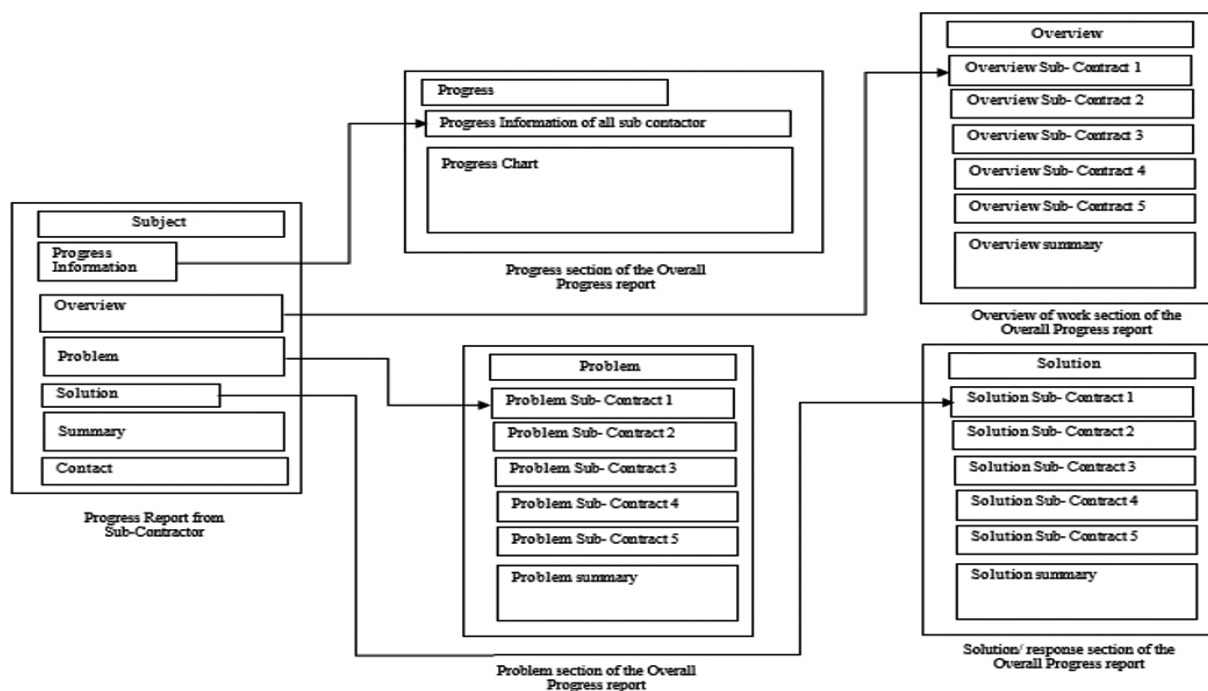 Subject
Progress
Information
Overview
Problem
Solution
Summary
Contact
Progress Report from
Sub-Contractor
Progress
Progress Information of all sub contactor
Progress Chart
Progress section of the Overall
Progress report
Overview
Overview Sub- Contract 1
Overview Sub- Contract 2
Overview Sub- Contract 3
Overview Sub- Contract 4
Overview Sub- Contract 5
Overview summary
Overview of work section of the
Overall Progress report
Problem
Problem Sub- Contract 1
Problem Sub- Contract 2
Problem Sub- Contract 3
Problem Sub- Contract 4
Problem Sub- Contract 5
Problem summary
Problem section of the Overall
Progress report
Solution
Solution Sub- Contract 1
Solution Sub- Contract 2
Solution Sub- Contract 3
Solution Sub- Contract 4
Solution Sub- Contract 5
Solution summary
Solution/ response section of the
Overall Progress report